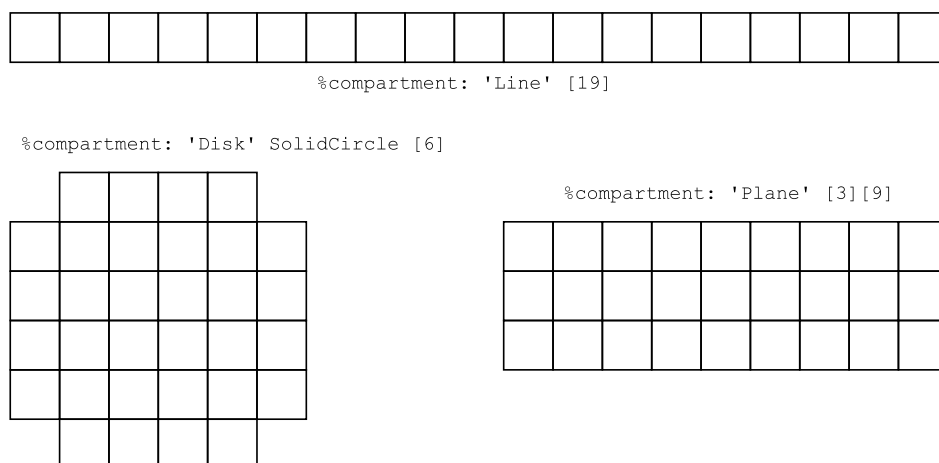 %compartment: 'Line' [19]
%compartment: 'Disk' SolidCircle [6]
%compartment: 'Plane' [3][9]